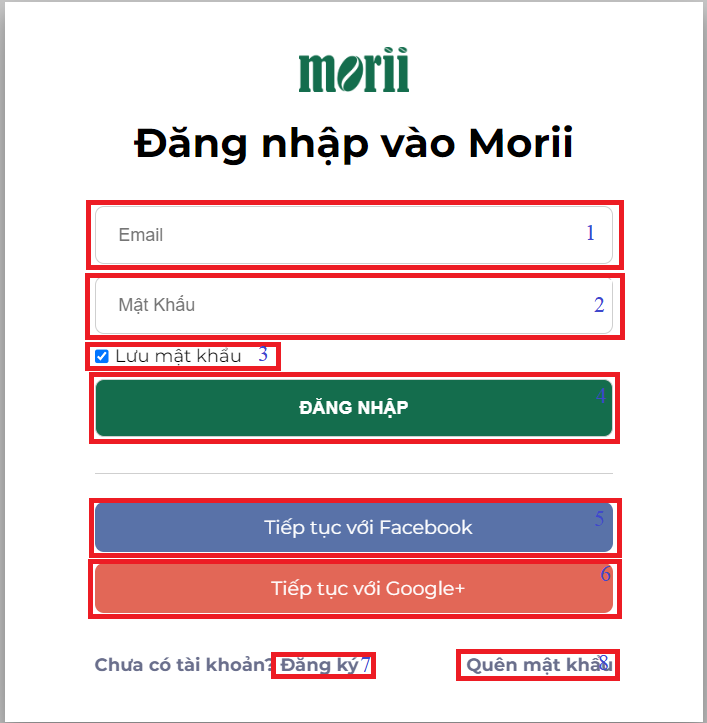 morii
Đăng nhập vào Morii
Email 1
Mật Khẩu 2
Lưu mật khẩu 3
ĐĂNG NHẬP 4
Tiếp tục với Facebook 5
Tiếp tục với Google+ 6
Chưa có tài khoản? Đăng ký 7 Quên mật khẩu 8